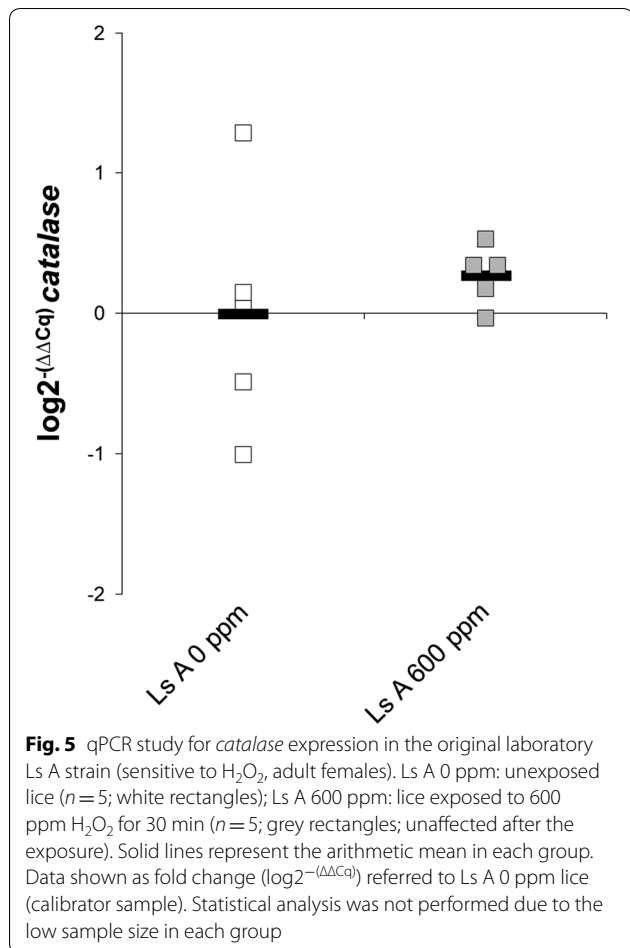 2
1
0
-1
-2
log2-(ΔΔCq) catalase
Ls A 0 ppm
Ls A 600 ppm
Fig. 5 qPCR study for catalase expression in the original laboratory
Ls A strain (sensitive to H₂O₂, adult females). Ls A 0 ppm: unexposed
lice (n = 5; white rectangles); Ls A 600 ppm: lice exposed to 600
ppm H₂O₂ for 30 min (n = 5; grey rectangles; unaffected after the
exposure). Solid lines represent the arithmetic mean in each group.
Data shown as fold change (log2−(ΔΔCq)) referred to Ls A 0 ppm lice
(calibrator sample). Statistical analysis was not performed due to the
low sample size in each group